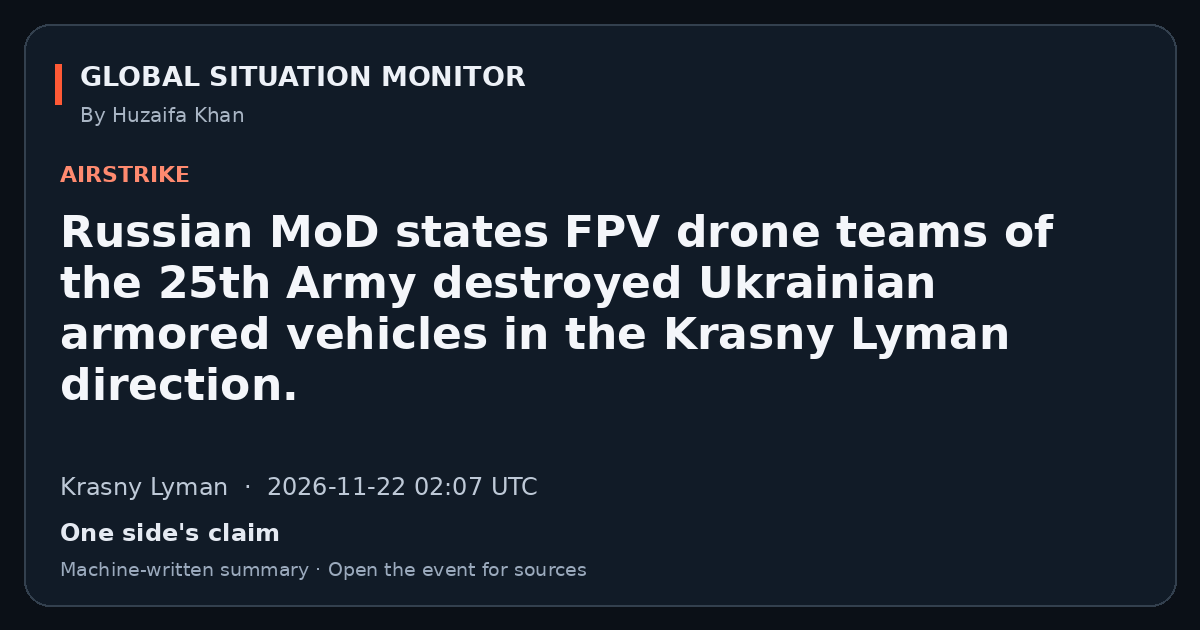 GLOBAL SITUATION MONITOR
By Huzaifa Khan
AIRSTRIKE
Russian MoD states FPV drone teams of
the 25th Army destroyed Ukrainian
armored vehicles in the Krasny Lyman
direction.
Krasny Lyman · 2026-11-22 02:07 UTC
One side's claim
Machine-written summary · Open the event for sources